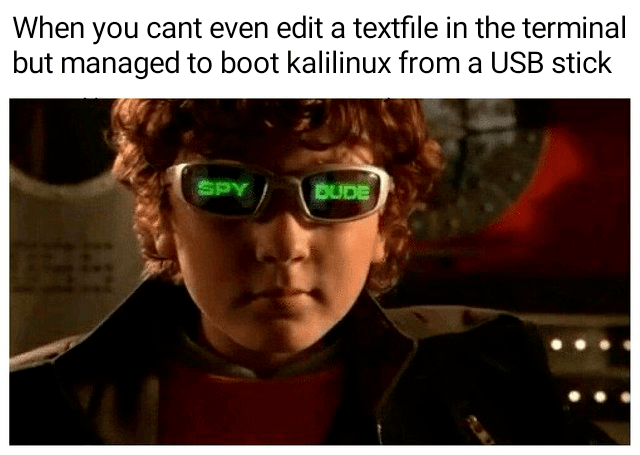 When you cant even edit a textfile in the terminal
but managed to boot kalilinux from a USB stick
SPY DUDE